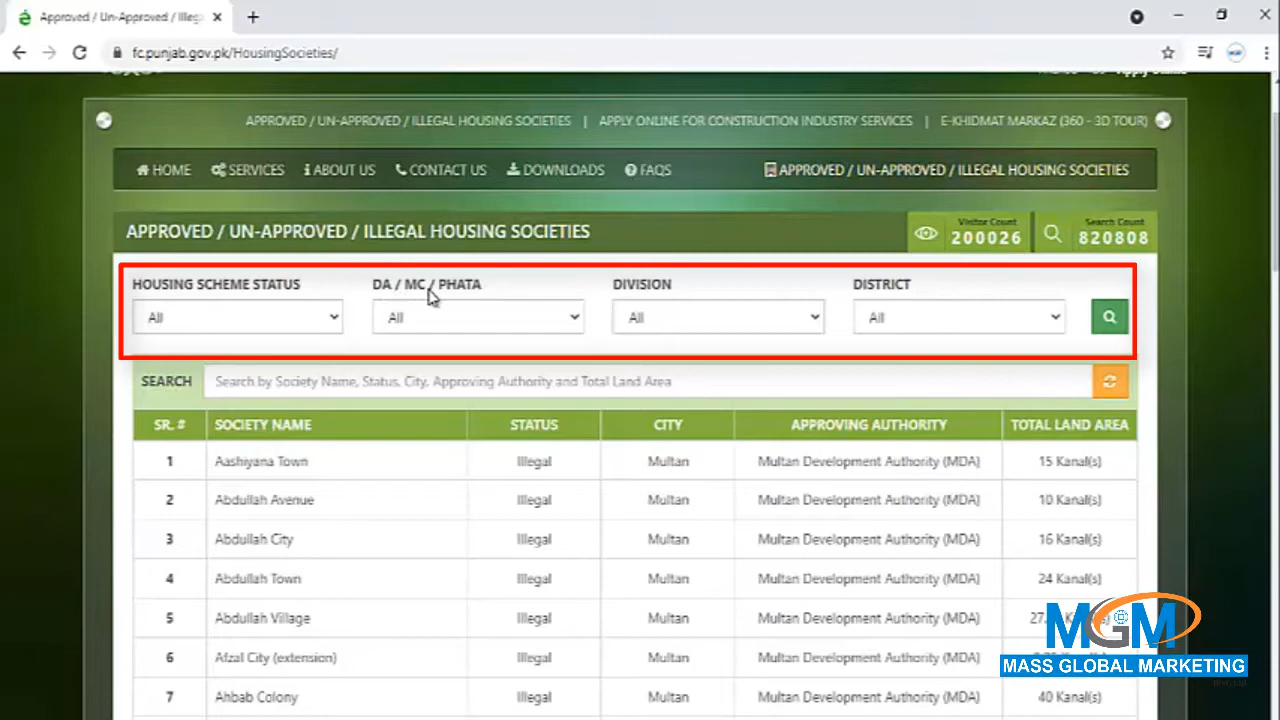 Approved / Un-Approved / Illeg
fc.punjab.gov.pk/HousingSocieties/
APPROVED / UN-APPROVED / ILLEGAL HOUSING SOCIETIES | APPLY ONLINE FOR CONSTRUCTION INDUSTRY SERVICES | E-KHIDMAT MARKAZ (360 - 3D TOUR)
HOME SERVICES ABOUT US CONTACT US DOWNLOADS FAQS APPROVED / UN-APPROVED / ILLEGAL HOUSING SOCIETIES
APPROVED / UN-APPROVED / ILLEGAL HOUSING SOCIETIES Visitor Count 200026 Search Count 820808
HOUSING SCHEME STATUS DA / MC / PHATA DIVISION DISTRICT
All All All All
SEARCH Search by Society Name, Status, City, Approving Authority and Total Land Area
SR. # SOCIETY NAME STATUS CITY APPROVING AUTHORITY TOTAL LAND AREA
1 Aashiyana Town Illegal Multan Multan Development Authority (MDA) 15 Kanal(s)
2 Abdullah Avenue Illegal Multan Multan Development Authority (MDA) 10 Kanal(s)
3 Abdullah City Illegal Multan Multan Development Authority (MDA) 16 Kanal(s)
4 Abdullah Town Illegal Multan Multan Development Authority (MDA) 24 Kanal(s)
5 Abdullah Village Illegal Multan Multan Development Authority (MDA)
6 Afzal City (extension) Illegal Multan Multan Development Authority (MDA)
7 Ahbab Colony Illegal Multan Multan Development Authority (MDA) 40 Kanal(s)
MGM
MASS GLOBAL MARKETING